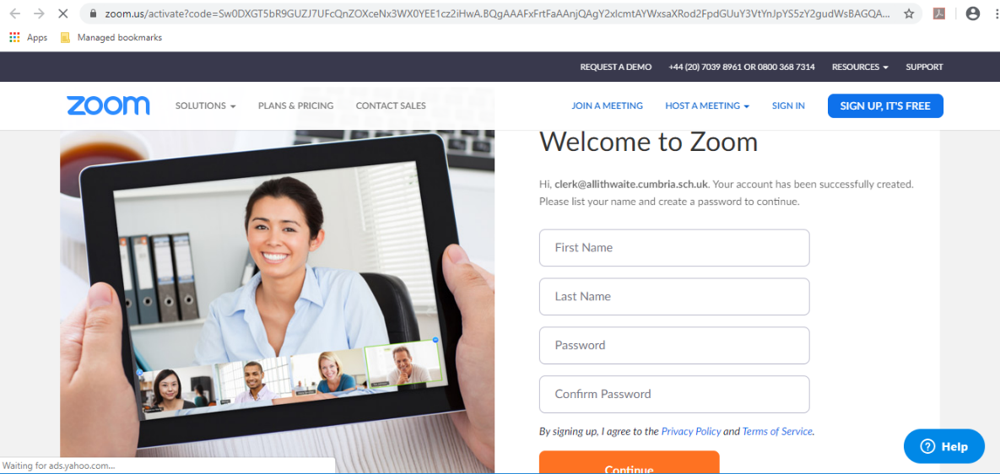 zoom.us/activate?code=Sw0DXGT5bR9GUZJ7UFcQnZOXceNx3WX0YEE1cz2iHwA.BQgAAAFxFrtFaAAnjQAgY2xlcmtAYWxsaXRod2FpdGUuY3VtYnJpYS5zY2gudWsBAGQA...
Apps Managed bookmarks
REQUEST A DEMO +44 (20) 7039 8961 OR 0800 368 7314 RESOURCES SUPPORT
zoom SOLUTIONS PLANS & PRICING CONTACT SALES JOIN A MEETING HOST A MEETING SIGN IN SIGN UP, IT'S FREE
Welcome to Zoom
Hi, clerk@allithwaite.cumbria.sch.uk. Your account has been successfully created.
Please list your name and create a password to continue.
First Name
Last Name
Password
Confirm Password
By signing up, I agree to the Privacy Policy and Terms of Service.
Help
Continue
Waiting for ads.yahoo.com...